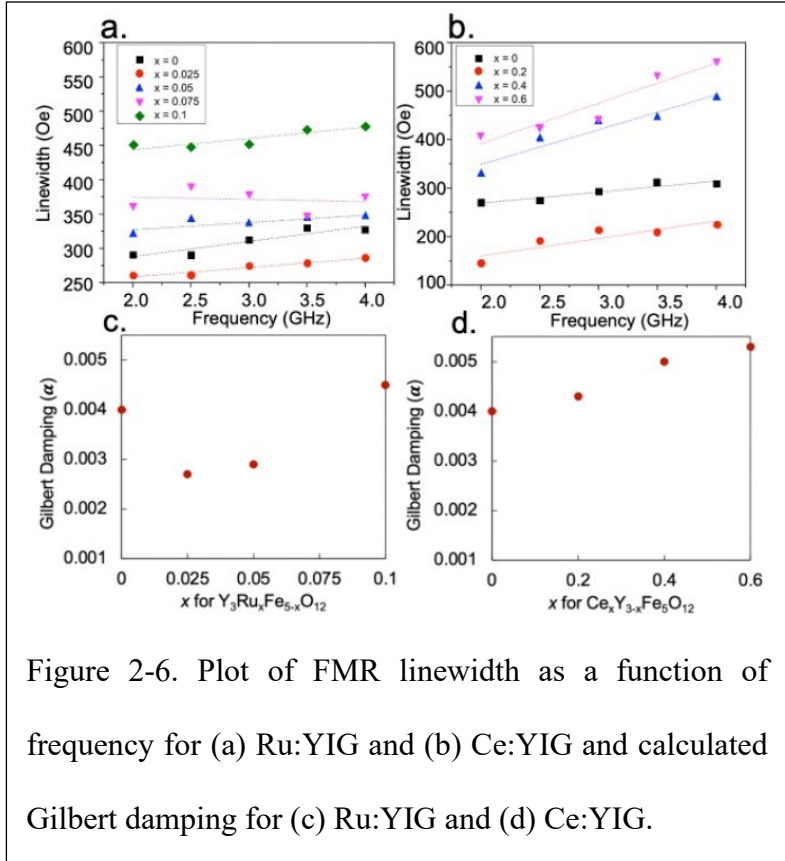 a.
x = 0
x = 0.025
x = 0.05
x = 0.075
x = 0.1
Linewidth (Oe)
600
550
500
450
400
350
300
250
2.0 2.5 3.0 3.5 4.0
Frequency (GHz)
b.
x = 0
x = 0.2
x = 0.4
x = 0.6
Linewidth (Oe)
600
500
400
300
200
100
2.0 2.5 3.0 3.5 4.0
Frequency (GHz)
c.
Gilbert Damping (α)
0.005
0.004
0.003
0.002
0.001
0 0.025 0.05 0.075 0.1
x for Y₃RuₓFe₅₋ₓO₁₂
d.
Gilbert Damping (α)
0.005
0.004
0.003
0.002
0.001
0 0.2 0.4 0.6
x for CeₓY₃₋ₓFe₅O₁₂
Figure 2-6. Plot of FMR linewidth as a function of
frequency for (a) Ru:YIG and (b) Ce:YIG and calculated
Gilbert damping for (c) Ru:YIG and (d) Ce:YIG.